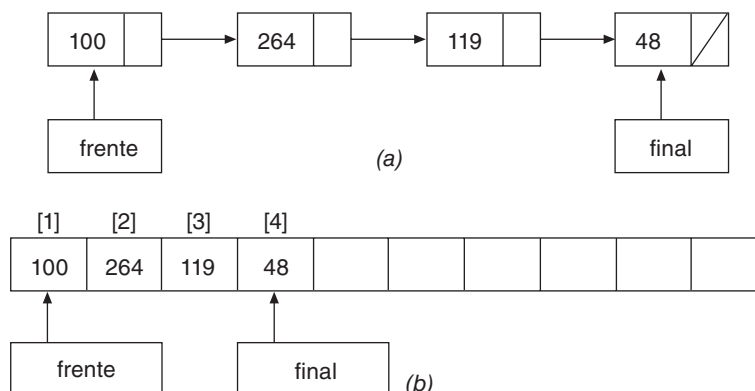 100 264 119 48
frente final
(a)
[1] [2] [3] [4]
100 264 119 48
frente final
(b)